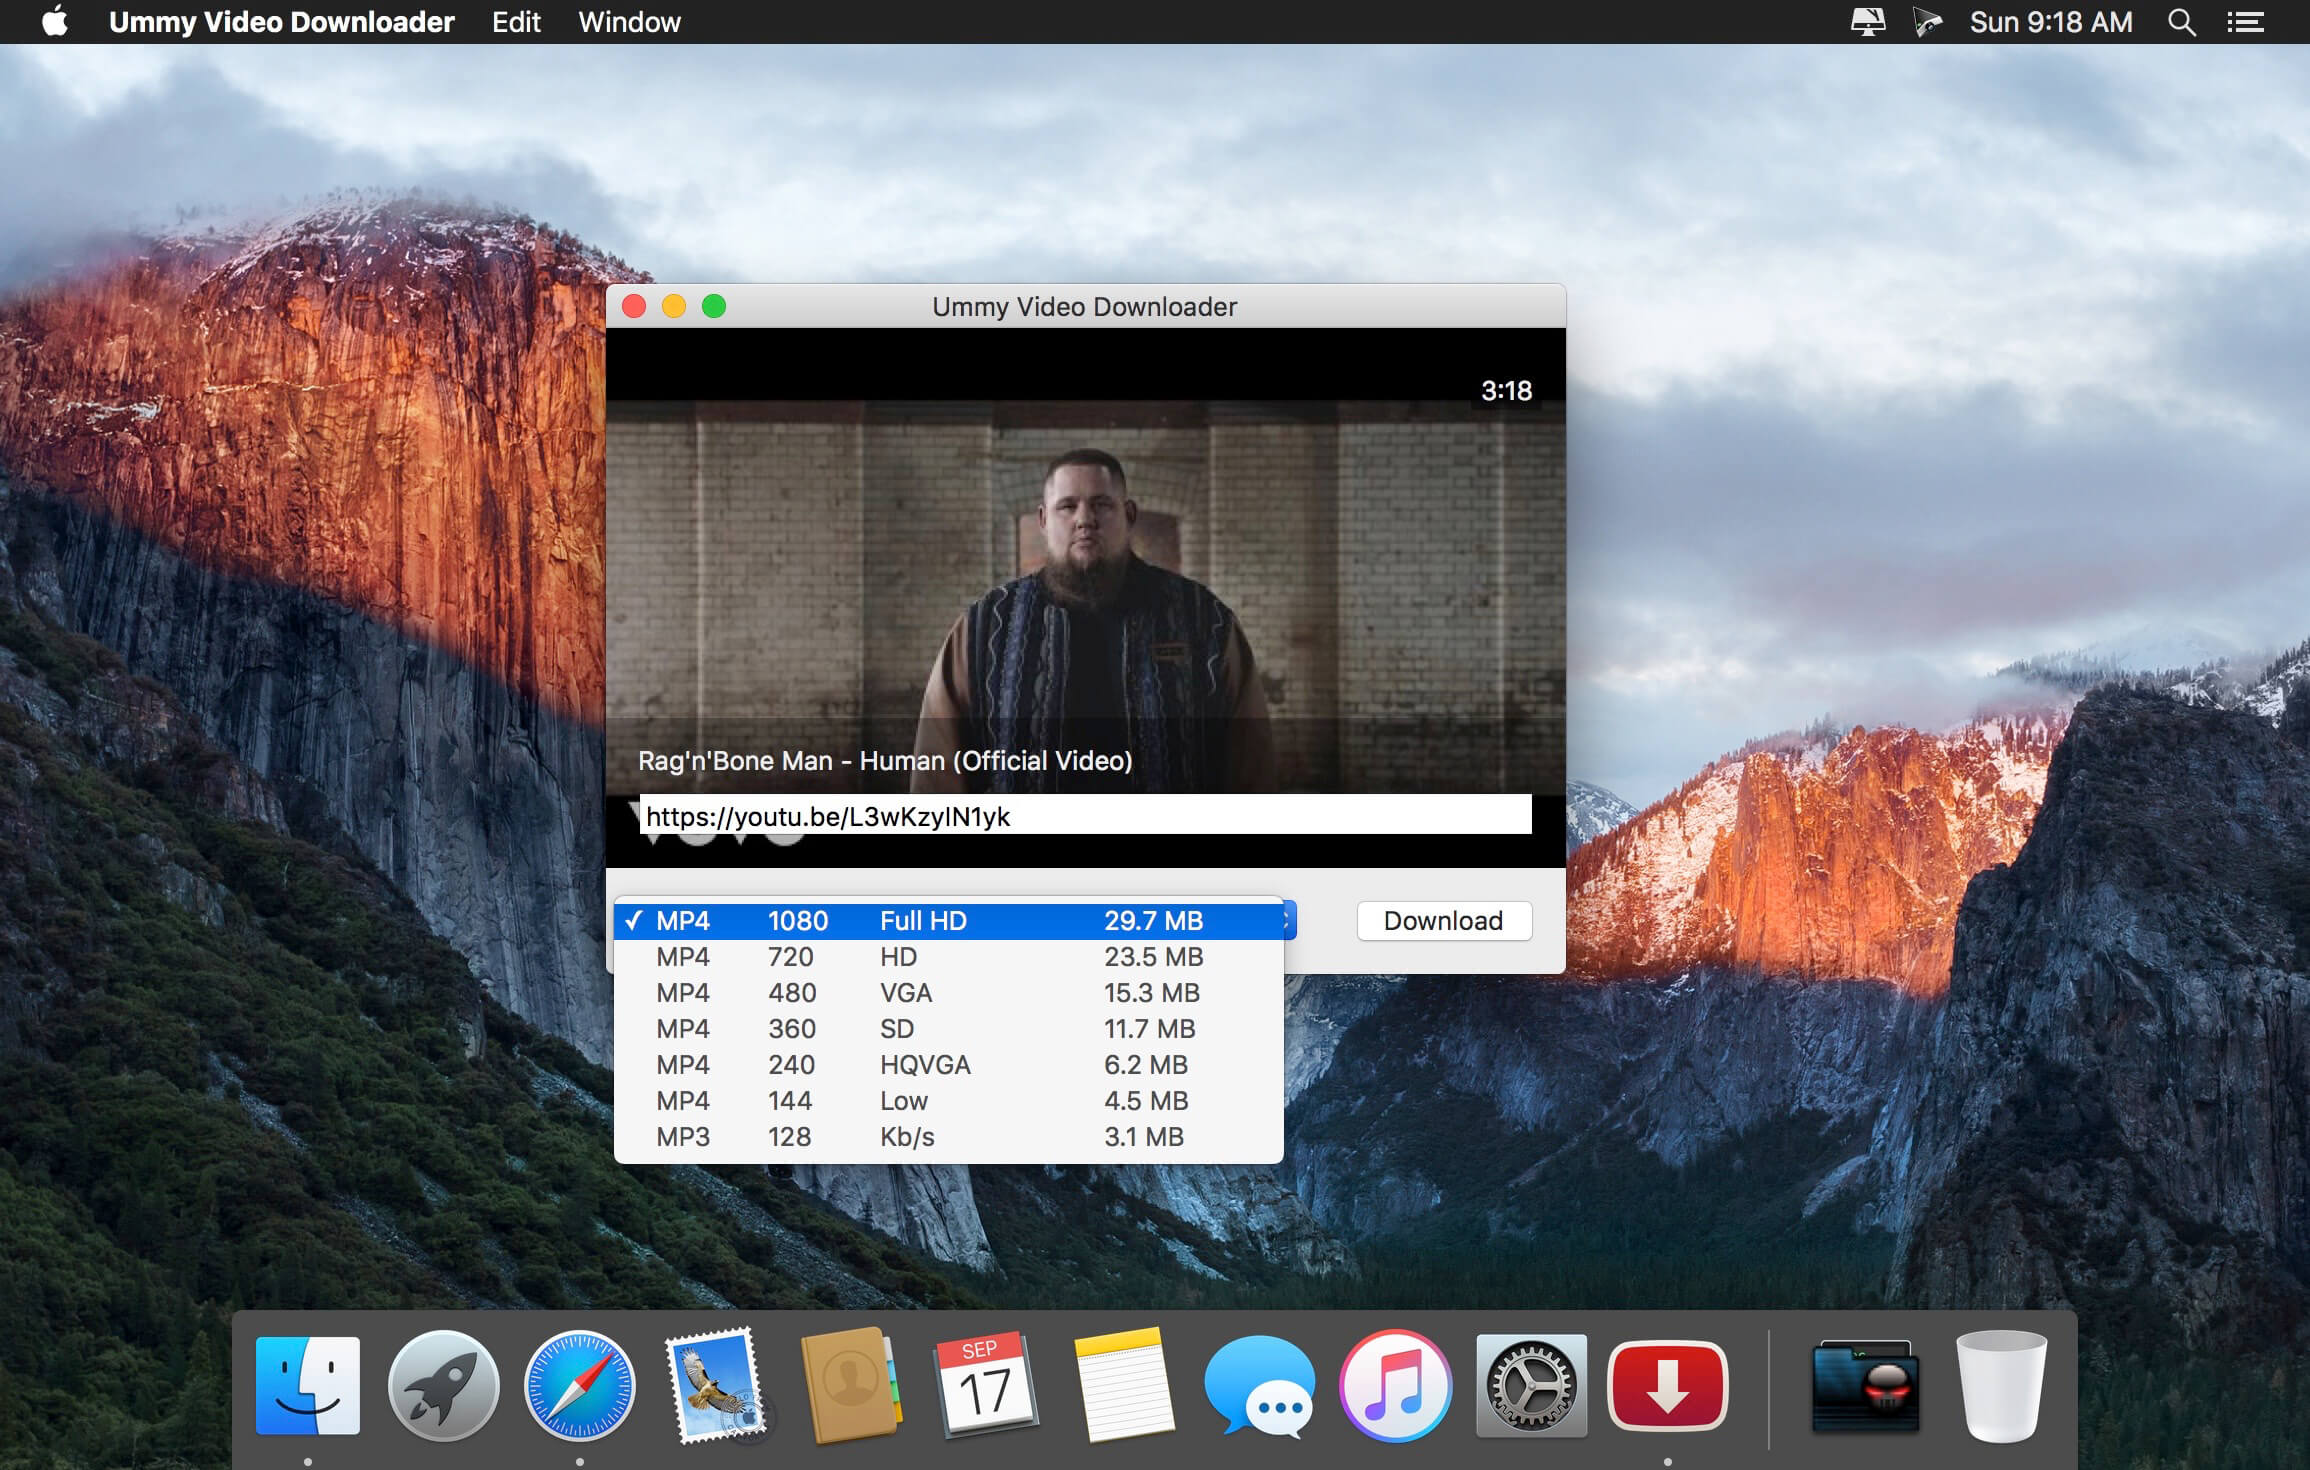 Ummy Video Downloader Edit Window Sun 9:18 AM
Ummy Video Downloader
3:18
Rag'n'Bone Man - Human (Official Video)
https://youtu.be/L3wKzyIN1yk
✓ MP4 1080 Full HD 29.7 MB
Download
MP4 720 HD 23.5 MB
MP4 480 VGA 15.3 MB
MP4 360 SD 11.7 MB
MP4 240 HQVGA 6.2 MB
MP4 144 Low 4.5 MB
MP3 128 Kb/s 3.1 MB
SEP
17